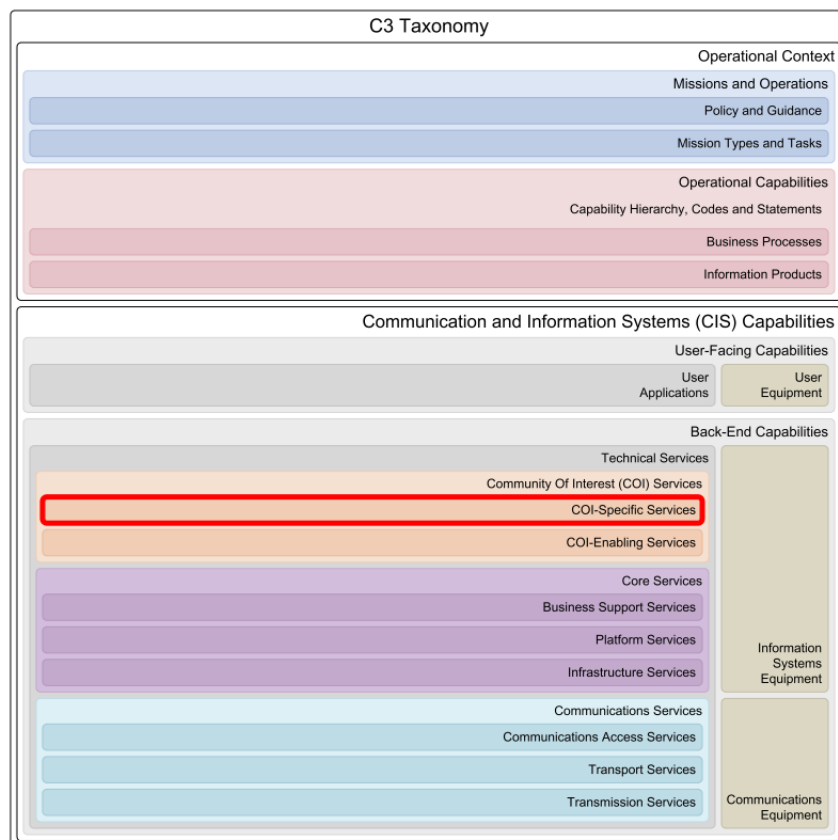 C3 Taxonomy
Operational Context
Missions and Operations
Policy and Guidance
Mission Types and Tasks
Operational Capabilities
Capability Hierarchy, Codes and Statements
Business Processes
Information Products
Communication and Information Systems (CIS) Capabilities
User-Facing Capabilities
User
Applications
User
Equipment
Back-End Capabilities
Technical Services
Community Of Interest (COI) Services
COI-Specific Services
COI-Enabling Services
Core Services
Business Support Services
Platform Services
Infrastructure Services
Information
Systems
Equipment
Communications Services
Communications Access Services
Transport Services
Transmission Services
Communications
Equipment